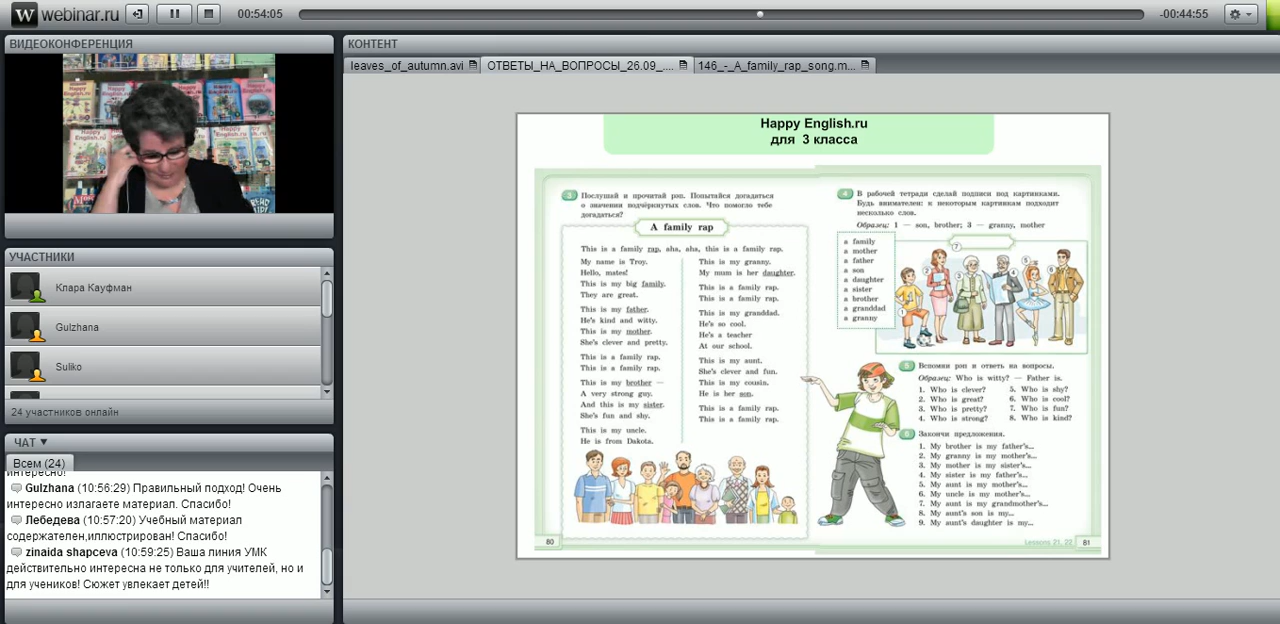 webinar.ru
00:54:05
-00:44:55
ВИДЕОКОНФЕРЕНЦИЯ
УЧАСТНИКИ
Клара Кауфман
Gulzhana
Suliko
24 участников онлайн
ЧАТ
Всем (24)
интересно!
Gulzhana (10:56:29) Правильный подход! Очень
интересно излагаете материал. Спасибо!
Лебедева (10:57:20) Учебный материал
содержателен,иллюстрирован! Спасибо!
zinaida shapceva (10:59:25) Ваша линия УМК
действительно интересна не только для учителей, но и
для учеников! Сюжет увлекает детей!!
КОНТЕНТ
leaves_of_autumn.avi
ОТВЕТЫ_НА_ВОПРОСЫ_26.09_....
146_-_A_family_rap_song.m...
Happy English.ru
для 3 класса
3 Послушай и прочитай рэп. Попытайся догадаться
о значении подчёркнутых слов. Что помогло тебе
догадаться?
A family rap
This is a family rap, aha, aha, this is a family rap.
My name is Troy.
Hello, mates!
This is my big family.
They are great.
This is my father.
He's kind and witty.
This is my mother.
She's clever and pretty.
This is a family rap.
This is a family rap.
This is my brother —
A very strong guy.
And this is my sister.
She's fun and shy.
This is my uncle.
He is from Dakota.
This is my granny.
My mum is her daughter.
This is a family rap.
This is a family rap.
This is my granddad.
He's so cool.
He's a teacher
At our school.
This is my aunt.
She's clever and fun.
This is my cousin.
He is her son.
This is a family rap.
This is a family rap.
80
4 В рабочей тетради сделай подписи под картинками.
Будь внимателен: к некоторым картинкам подходит
несколько слов.
Образец: 1 — son, brother; 3 — granny, mother
a family
a mother
a father
a son
a daughter
a sister
a brother
a granddad
a granny
1
2
3
4
5
6
7
5 Вспомни рэп и ответь на вопросы.
Образец: Who is witty? — Father is.
1. Who is clever?
2. Who is great?
3. Who is pretty?
4. Who is strong?
5. Who is shy?
6. Who is cool?
7. Who is fun?
8. Who is kind?
6 Закончи предложения.
1. My brother is my father's...
2. My granny is my mother's...
3. My mother is my sister's...
4. My sister is my father's...
5. My aunt is my mother's...
6. My uncle is my mother's...
7. My aunt is my grandmother's...
8. My aunt's son is my...
9. My aunt's daughter is my...
Lessons 21, 22
81